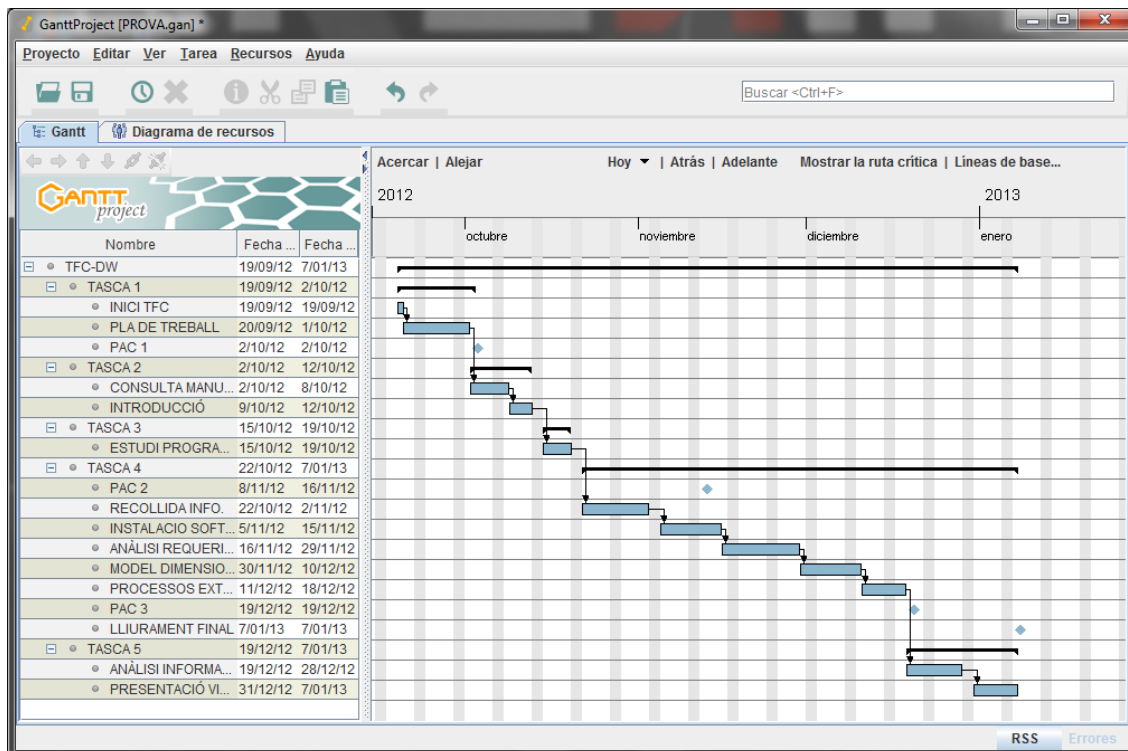 GanttProject [PROVA.gan] *
Proyecto Editar Ver Tarea Recursos Ayuda
Buscar <Ctrl+F>
Gantt Diagrama de recursos
Acercar | Alejar Hoy | Atrás | Adelante Mostrar la ruta crítica | Líneas de base...
GANTT project
2012 2013
octubre noviembre diciembre enero
Nombre Fecha ... Fecha ...
TFC-DW 19/09/12 7/01/13
TASCA 1 19/09/12 2/10/12
INICI TFC 19/09/12 19/09/12
PLA DE TREBALL 20/09/12 1/10/12
PAC 1 2/10/12 2/10/12
TASCA 2 2/10/12 12/10/12
CONSULTA MANU... 2/10/12 8/10/12
INTRODUCCIÓ 9/10/12 12/10/12
TASCA 3 15/10/12 19/10/12
ESTUDI PROGRA... 15/10/12 19/10/12
TASCA 4 22/10/12 7/01/13
PAC 2 8/11/12 16/11/12
RECOLLIDA INFO. 22/10/12 2/11/12
INSTALACIO SOFT... 5/11/12 15/11/12
ANÀLISI REQUERI... 16/11/12 29/11/12
MODEL DIMENSIO... 30/11/12 10/12/12
PROCESSOS EXT... 11/12/12 18/12/12
PAC 3 19/12/12 19/12/12
LLIURAMENT FINAL 7/01/13 7/01/13
TASCA 5 19/12/12 7/01/13
ANÀLISI INFORMA... 19/12/12 28/12/12
PRESENTACIÓ VI... 31/12/12 7/01/13
RSS Errores